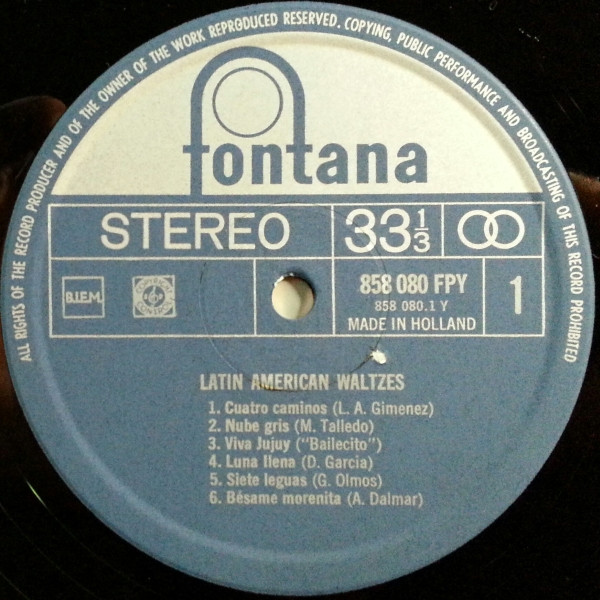 ALL RIGHTS OF THE RECORD PRODUCER AND OF THE OWNER OF THE WORK REPRODUCED RESERVED. COPYING, PUBLIC PERFORMANCE AND BROADCASTING OF THIS RECORD PROHIBITED
fontana
STEREO 33 1/3
B.I.E.M. 858 080 FPY 1
858 080.1 Y
MADE IN HOLLAND
LATIN AMERICAN WALTZES
1. Cuatro caminos (L. A. Gimenez)
2. Nube gris (M. Talledo)
3. Viva Jujuy ("Bailecito")
4. Luna llena (D. Garcia)
5. Siete leguas (G. Olmos)
6. Bésame morenita (A. Dalmar)